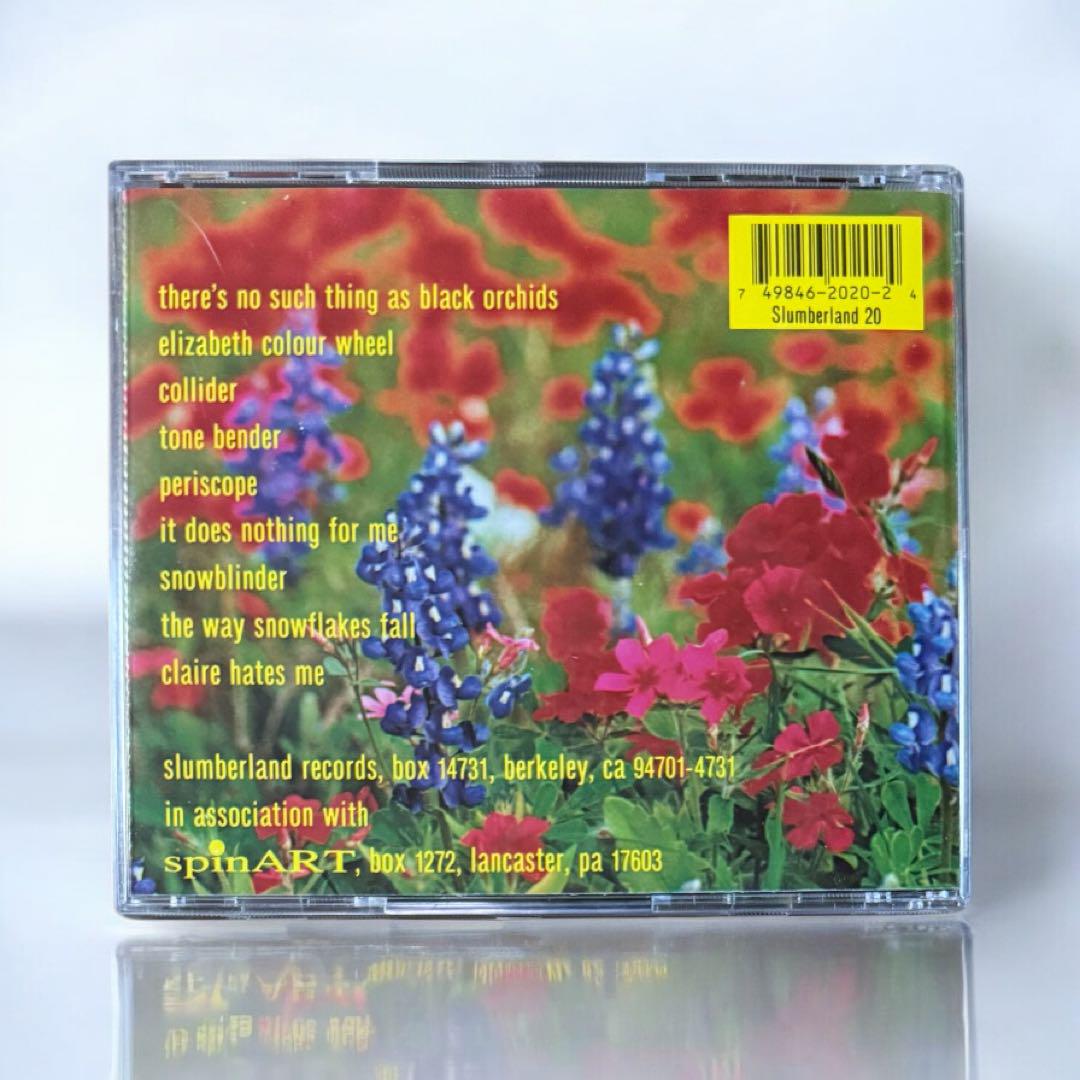 there's no such thing as black orchids
elizabeth colour wheel
collider
tone bender
periscope
it does nothing for me
snowblinder
the way snowflakes fall
claire hates me
slumberland records, box 14731, berkeley, ca 94701-4731
in association with
spinART, box 1272, lancaster, pa 17603
7 49846-2020-2 4
Slumberland 20